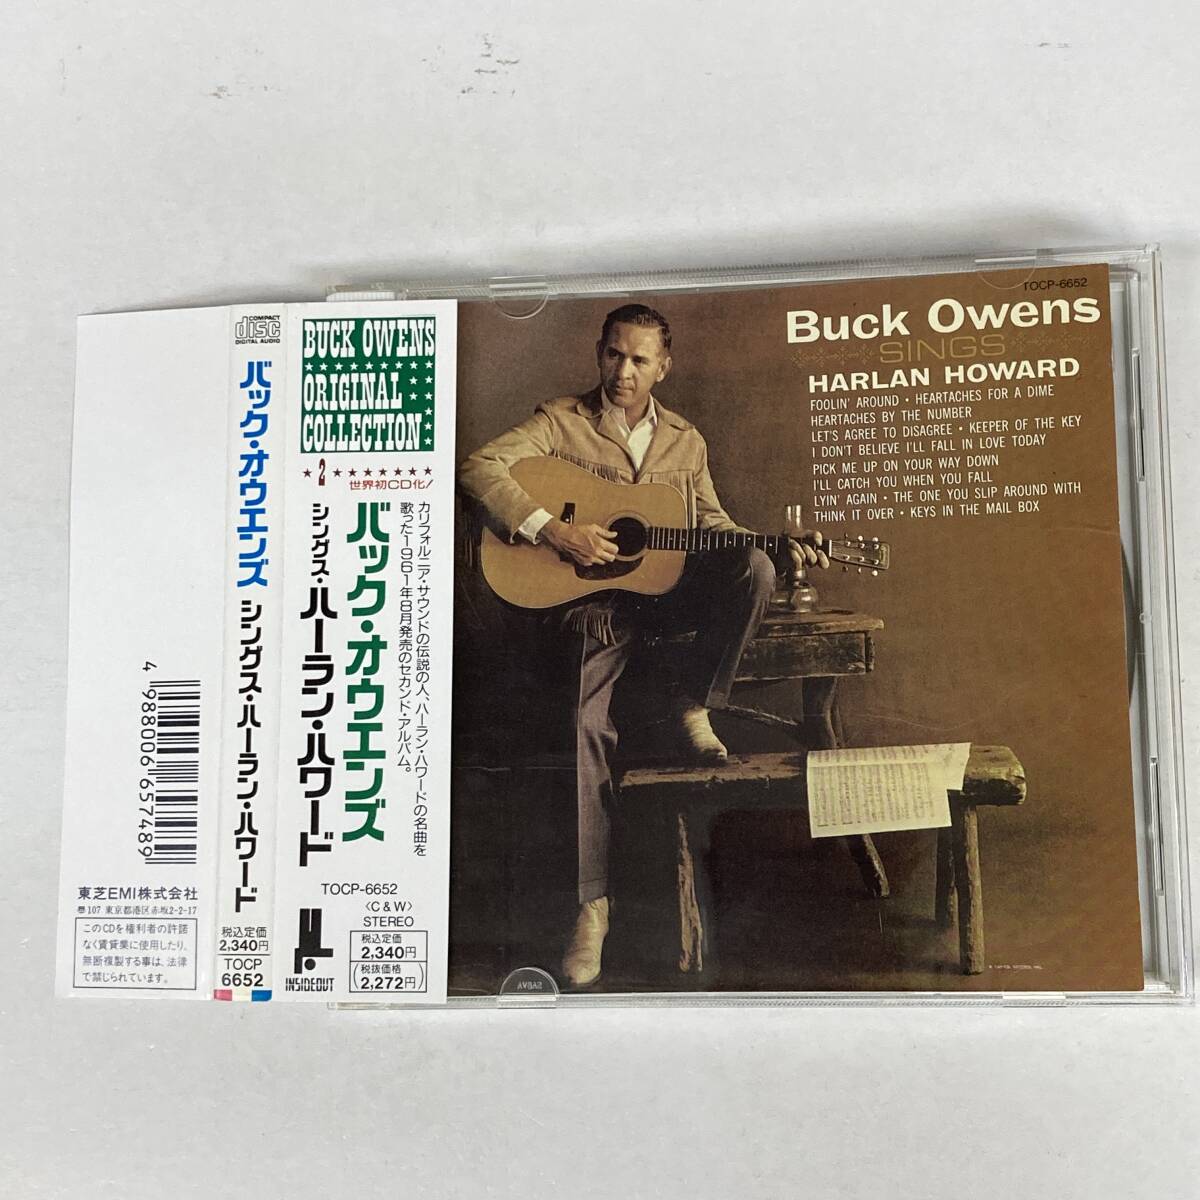 4 988006 657489
東芝EMI株式会社
〒107 東京都港区赤坂2-2-17
このCDを権利者の許諾
なく賃貸業に使用したり、
無断複製する事は、法律
で禁じられています。
COMPACT
disc
DIGITAL AUDIO
バック・オウエンズ シングス・ハーラン・ハワード
税込定価
2,340円
TOCP
6652
BUCK OWENS
ORIGINAL
COLLECTION
2
世界初CD化!
バック・オウエンズ
シングス・ハーラン・ハワード
カリフォルニア・サウンドの伝説の人、ハーラン・ハワードの名曲を
歌った1961年8月発売のセカンド・アルバム。
TOCP-6652
〈C & W〉
STEREO
INSIDEOUT
税込定価
2,340円
(税抜価格
2,272円)
TOCP-6652
Buck Owens
SINGS
HARLAN HOWARD
FOOLIN' AROUND • HEARTACHES FOR A DIME
HEARTACHES BY THE NUMBER
LET'S AGREE TO DISAGREE • KEEPER OF THE KEY
I DON'T BELIEVE I'LL FALL IN LOVE TODAY
PICK ME UP ON YOUR WAY DOWN
I'LL CATCH YOU WHEN YOU FALL
LYIN' AGAIN • THE ONE YOU SLIP AROUND WITH
THINK IT OVER • KEYS IN THE MAIL BOX